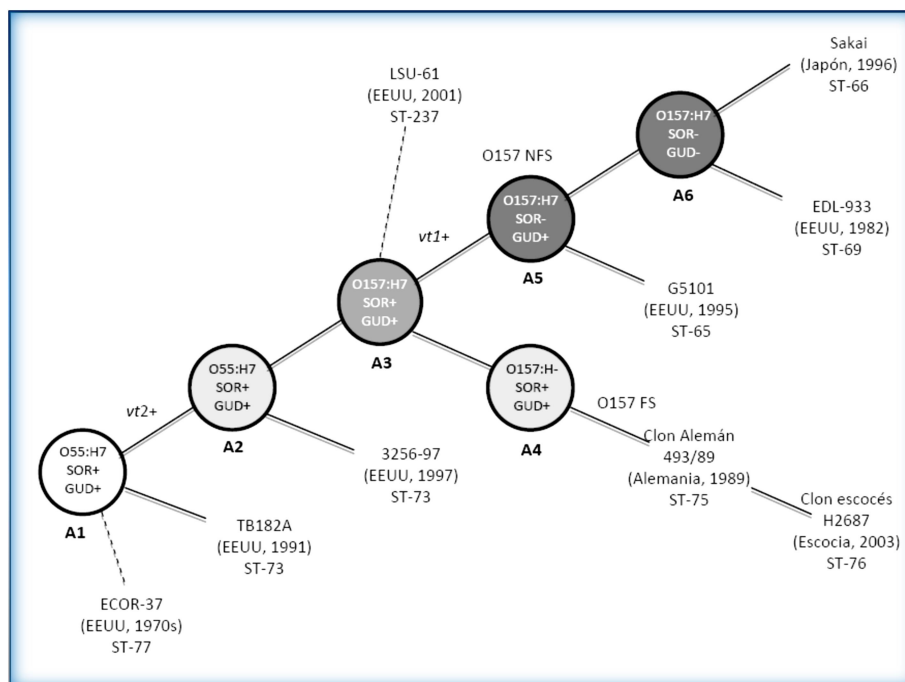 Sakai
(Japón, 1996)
ST-66
LSU-61
(EEUU, 2001)
ST-237
O157:H7
SOR-
GUD-
A6
O157 NFS
O157:H7
SOR-
GUD+
A5
EDL-933
(EEUU, 1982)
ST-69
vt1+
G5101
(EEUU, 1995)
ST-65
O157:H7
SOR+
GUD+
A3
O157:H-
SOR+
GUD+
A4
O157 FS
O55:H7
SOR+
GUD+
A2
vt2+
Clon Alemán
493/89
(Alemania, 1989)
ST-75
3256-97
(EEUU, 1997)
ST-73
O55:H7
SOR+
GUD+
A1
Clon escocés
H2687
(Escocia, 2003)
ST-76
TB182A
(EEUU, 1991)
ST-73
ECOR-37
(EEUU, 1970s)
ST-77